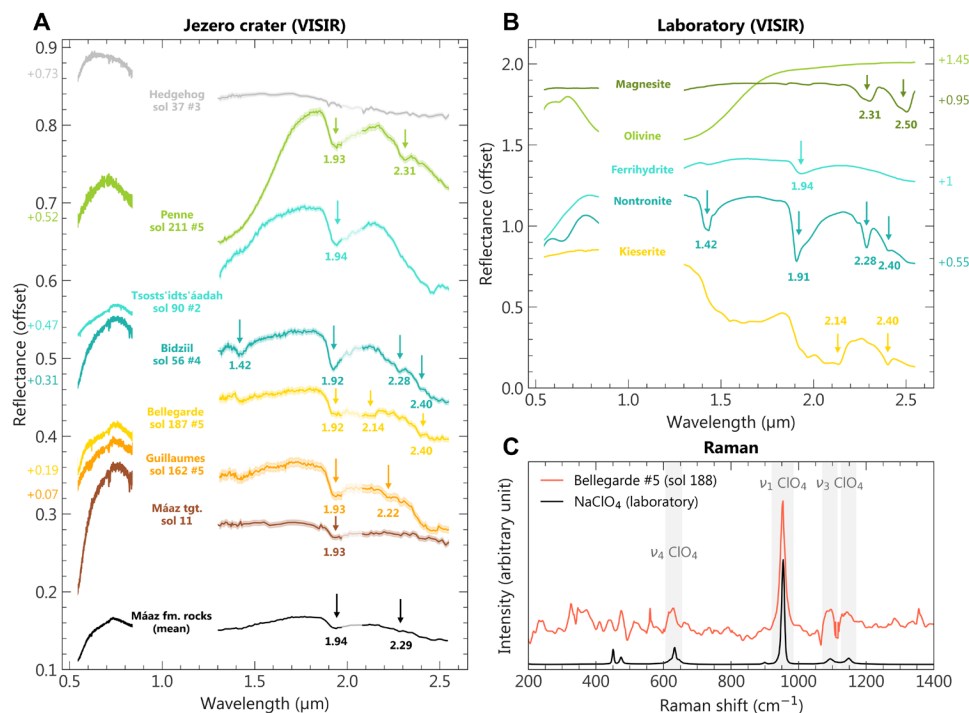 A
Jezero crater (VISIR)
0.9
0.8
0.7
0.6
0.5
0.4
0.3
0.2
0.1
Reflectance (offset)
+0.73
+0.52
+0.47
+0.31
+0.19
+0.07
Hedgehog
sol 37 #3
1.93
2.31
Penne
sol 211 #5
1.94
Tsosts'idts'áadah
sol 90 #2
Bidziil
sol 56 #4
1.42
1.92
2.28
2.40
Bellegarde
sol 187 #5
1.92
2.14
2.40
Guillaumes
sol 162 #5
1.93
2.22
Máaz tgt.
sol 11
1.93
Máaz fm. rocks
(mean)
1.94
2.29
0.5
1.0
1.5
2.0
2.5
Wavelength (μm)
B
Laboratory (VISIR)
2.0
1.5
1.0
0.5
0.0
Reflectance (offset)
+1.45
+0.95
+1
+0.55
Magnesite
2.31
2.50
Olivine
Ferrihydrite
1.94
Nontronite
1.42
1.91
2.28
2.40
Kieserite
2.14
2.40
0.5
1.0
1.5
2.0
2.5
Wavelength (μm)
C
Raman
Intensity (arbitrary unit)
Bellegarde #5 (sol 188)
NaClO₄ (laboratory)
ν₄ ClO₄
ν₁ ClO₄
ν₃ ClO₄
200
400
600
800
1000
1200
1400
Raman shift (cm⁻¹)